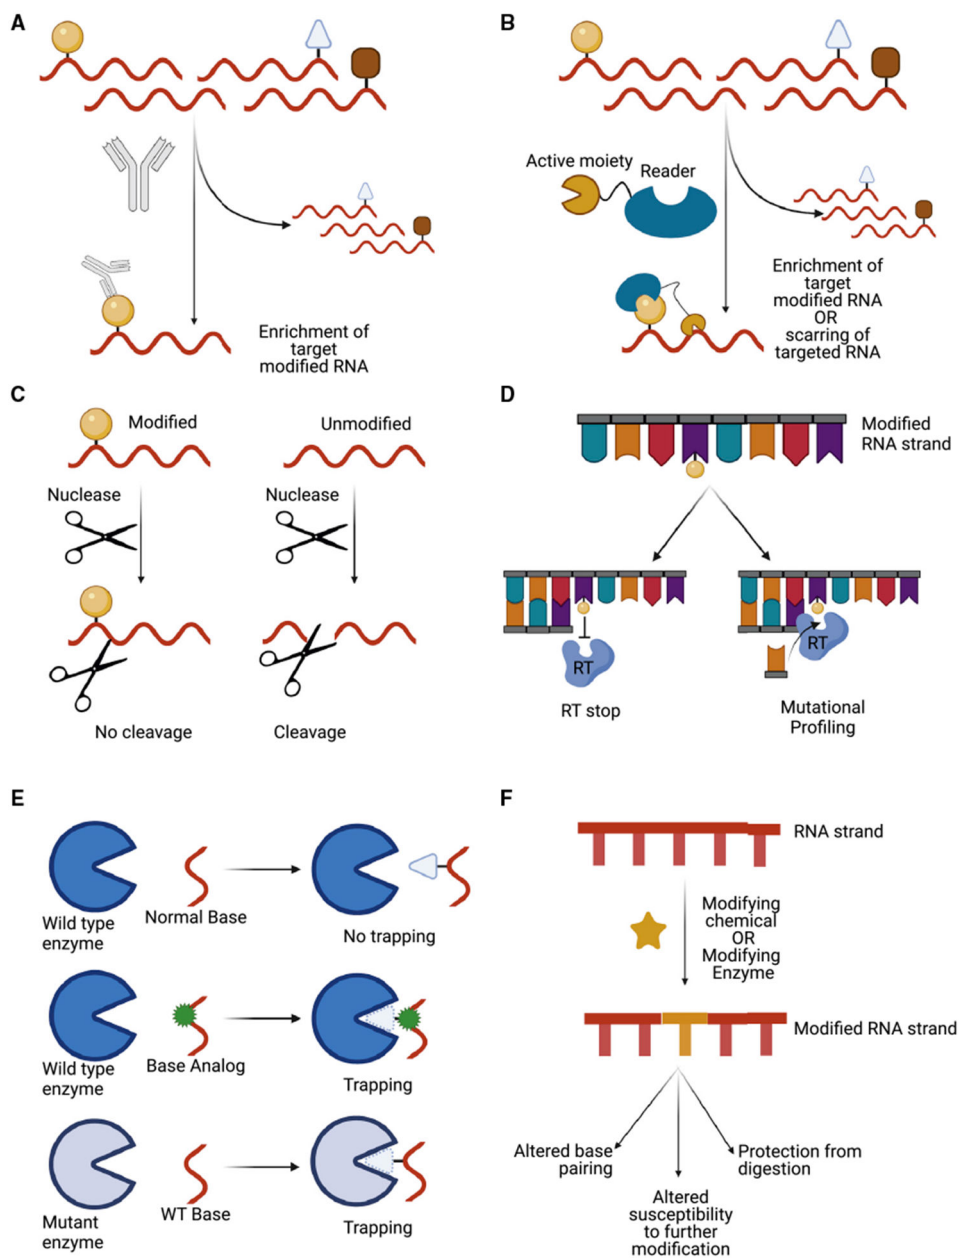 A
Enrichment of
target
modified RNA
B
Active moiety
Reader
Enrichment of
target
modified RNA
OR
scarring of
targeted RNA
C
Modified
Unmodified
Nuclease
Nuclease
No cleavage
Cleavage
D
Modified
RNA strand
RT
RT
RT stop
Mutational
Profiling
E
Wild type
enzyme
Normal Base
No trapping
Wild type
enzyme
Base Analog
Trapping
Mutant
enzyme
WT Base
Trapping
F
RNA strand
Modifying
chemical
OR
Modifying
Enzyme
Modified RNA strand
Altered base
pairing
Protection from
digestion
Altered
susceptibility
to further
modification